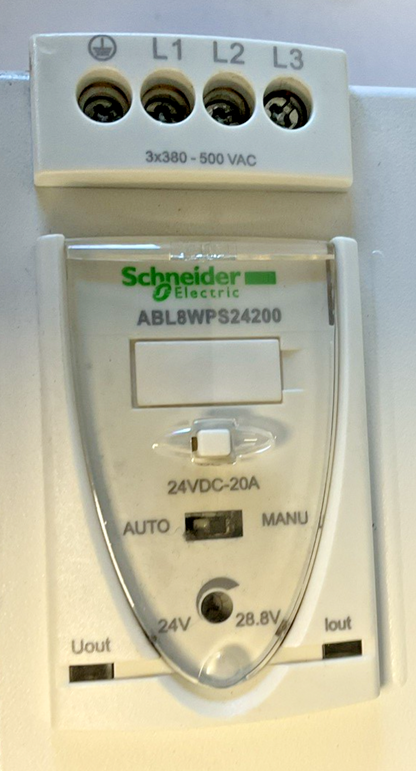 L1 L2 L3
3x380 - 500 VAC
Schneider
Electric
ABL8WPS24200
24VDC-20A
AUTO MANU
24V 28.8V
Uout Iout